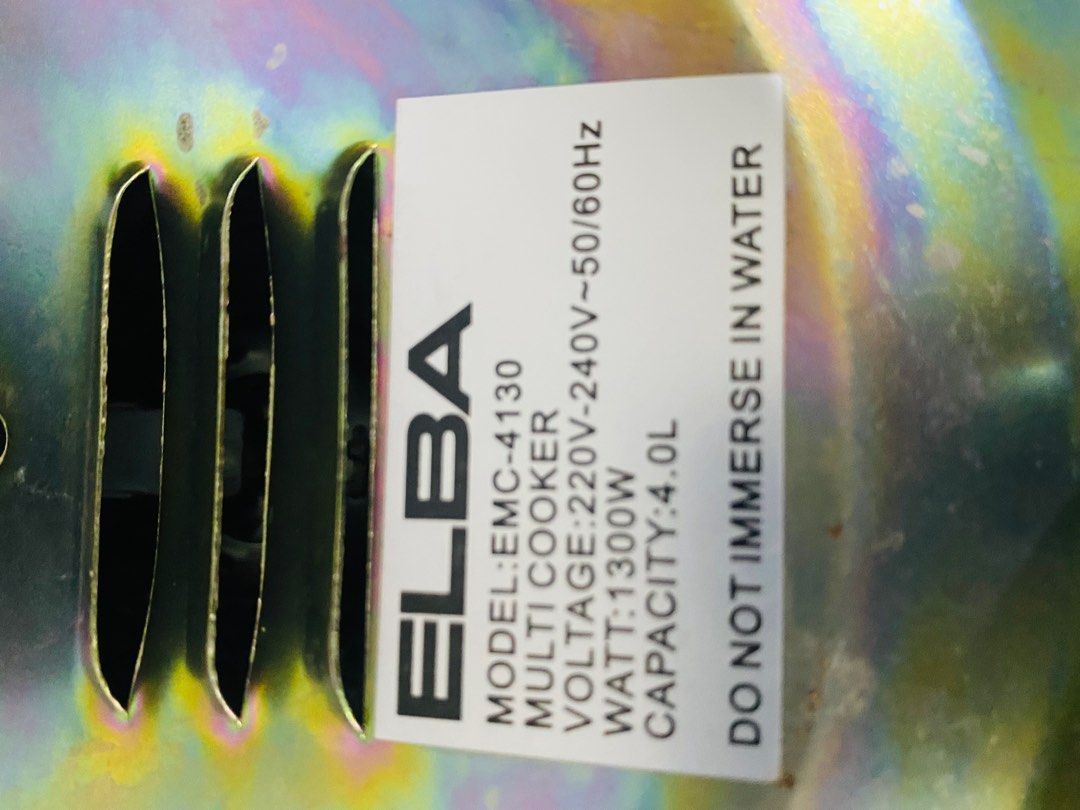 ELBA
MODEL:EMC-4130
MULTI COOKER
VOLTAGE:220V-240V~50/60Hz
WATT:1300W
CAPACITY:4.0L
DO NOT IMMERSE IN WATER